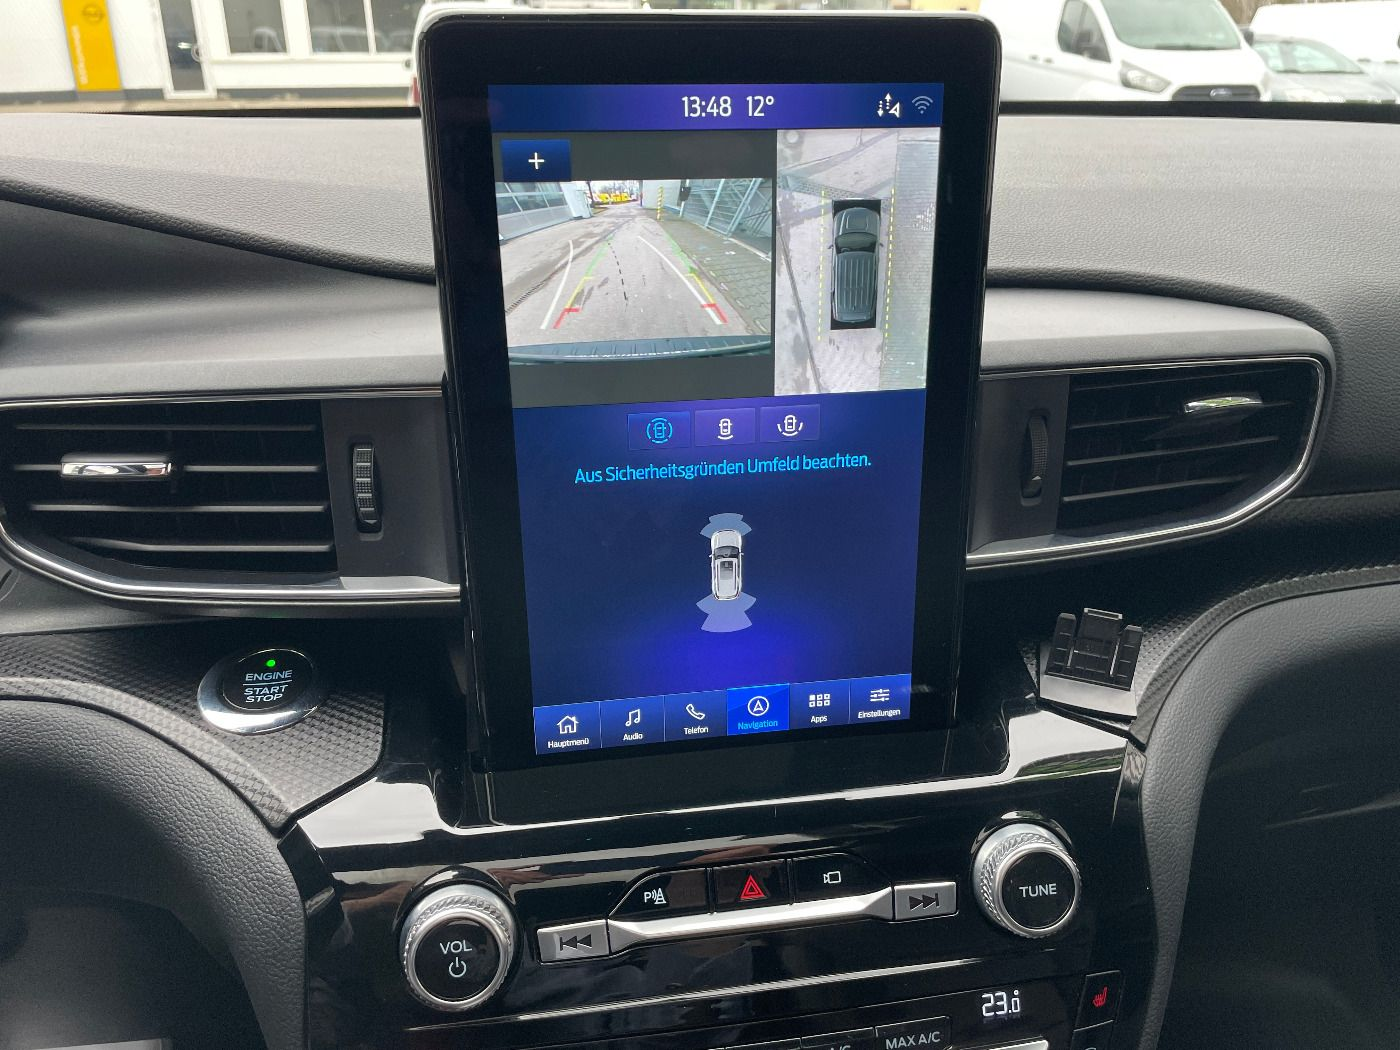 13:48 12°
+
Aus Sicherheitsgründen Umfeld beachten.
ENGINE
START
STOP
Hauptmenü
Audio
Telefon
Navigation
Apps
Einstellungen
P
VOL
TUNE
23.0
A/C
MAX A/C